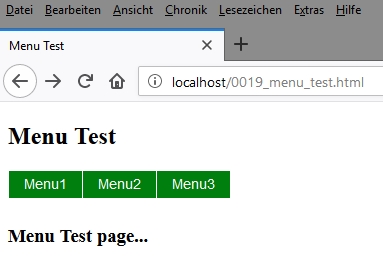 Datei Bearbeiten Ansicht Chronik Lesezeichen Extras Hilfe
Menu Test
localhost/0019_menu_test.html
Menu Test
Menu1 Menu2 Menu3
Menu Test page...